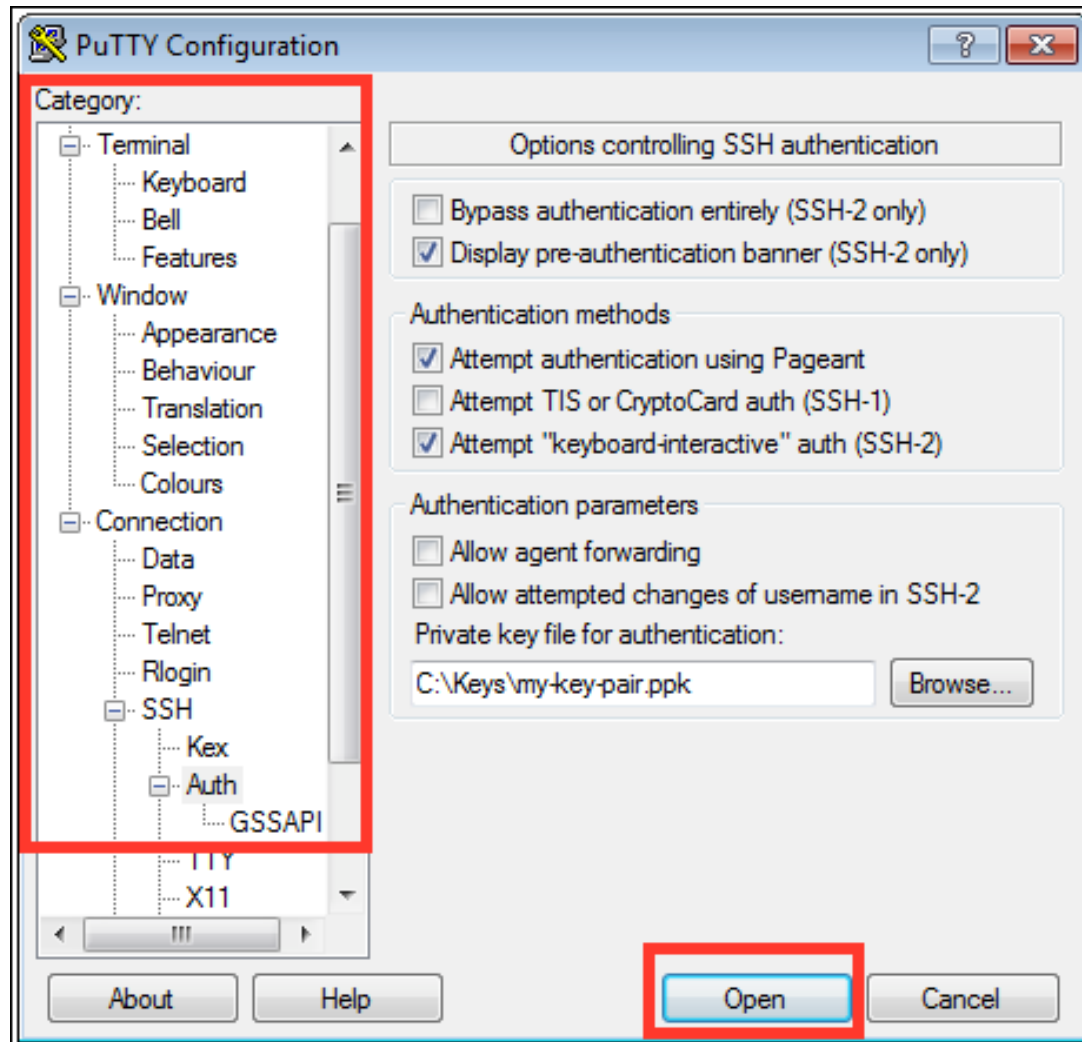 PuTTY Configuration
Category:
Terminal
Keyboard
Bell
Features
Window
Appearance
Behaviour
Translation
Selection
Colours
Connection
Data
Proxy
Telnet
Rlogin
SSH
Kex
Auth
GSSAPI
TTY
X11
Options controlling SSH authentication
Bypass authentication entirely (SSH-2 only)
Display pre-authentication banner (SSH-2 only)
Authentication methods
Attempt authentication using Pageant
Attempt TIS or CryptoCard auth (SSH-1)
Attempt "keyboard-interactive" auth (SSH-2)
Authentication parameters
Allow agent forwarding
Allow attempted changes of username in SSH-2
Private key file for authentication:
C:\Keys\my-key-pair.ppk
Browse...
About
Help
Open
Cancel